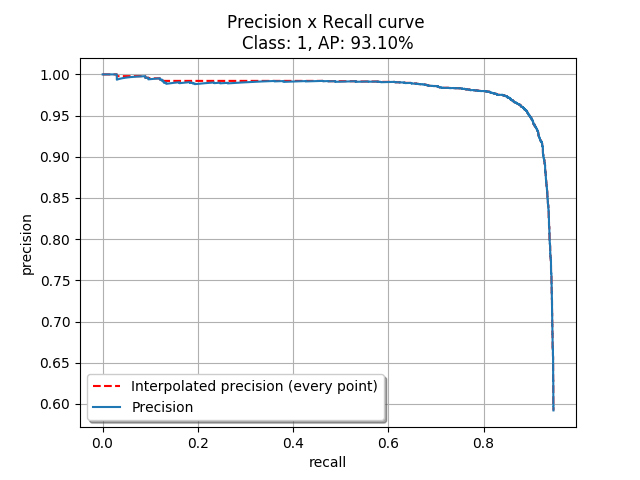 Precision x Recall curve
Class: 1, AP: 93.10%
1.00
0.95
0.90
0.85
0.80
0.75
0.70
0.65
0.60
precision
Interpolated precision (every point)
Precision
0.0 0.2 0.4 0.6 0.8
recall